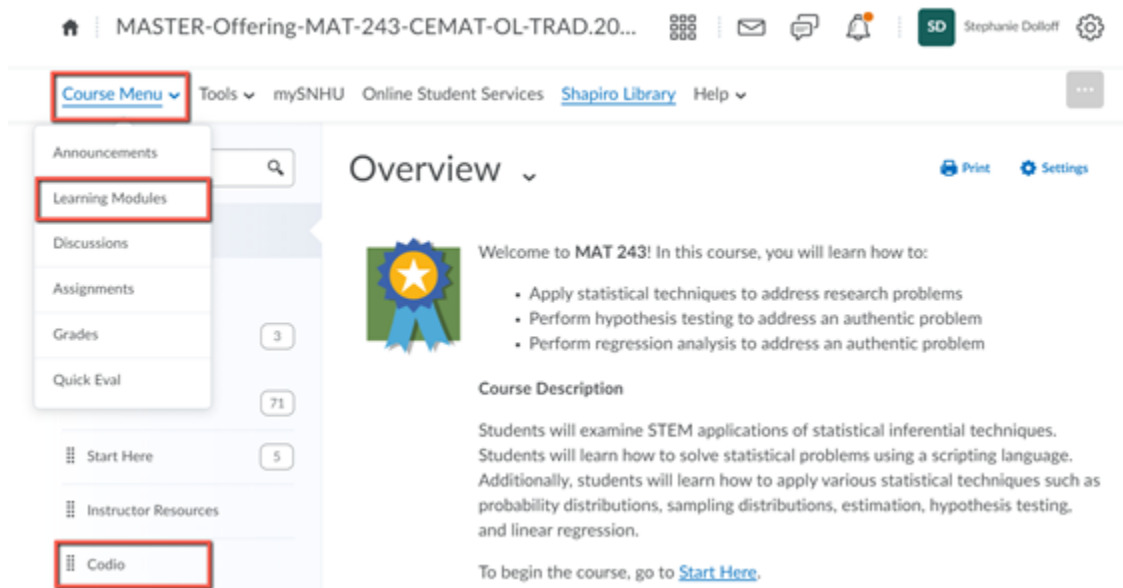 MASTER-Offering-MAT-243-CEMAT-OL-TRAD.20...
SD
Stephanie Dolloff
Course Menu
Tools
mySNHU
Online Student Services
Shapiro Library
Help
...
Announcements
Learning Modules
Discussions
Assignments
Grades
3
Quick Eval
71
Start Here
5
Instructor Resources
Codio
Overview
Print
Settings
Welcome to MAT 243! In this course, you will learn how to:
• Apply statistical techniques to address research problems
• Perform hypothesis testing to address an authentic problem
• Perform regression analysis to address an authentic problem
Course Description
Students will examine STEM applications of statistical inferential techniques.
Students will learn how to solve statistical problems using a scripting language.
Additionally, students will learn how to apply various statistical techniques such as
probability distributions, sampling distributions, estimation, hypothesis testing,
and linear regression.
To begin the course, go to Start Here.